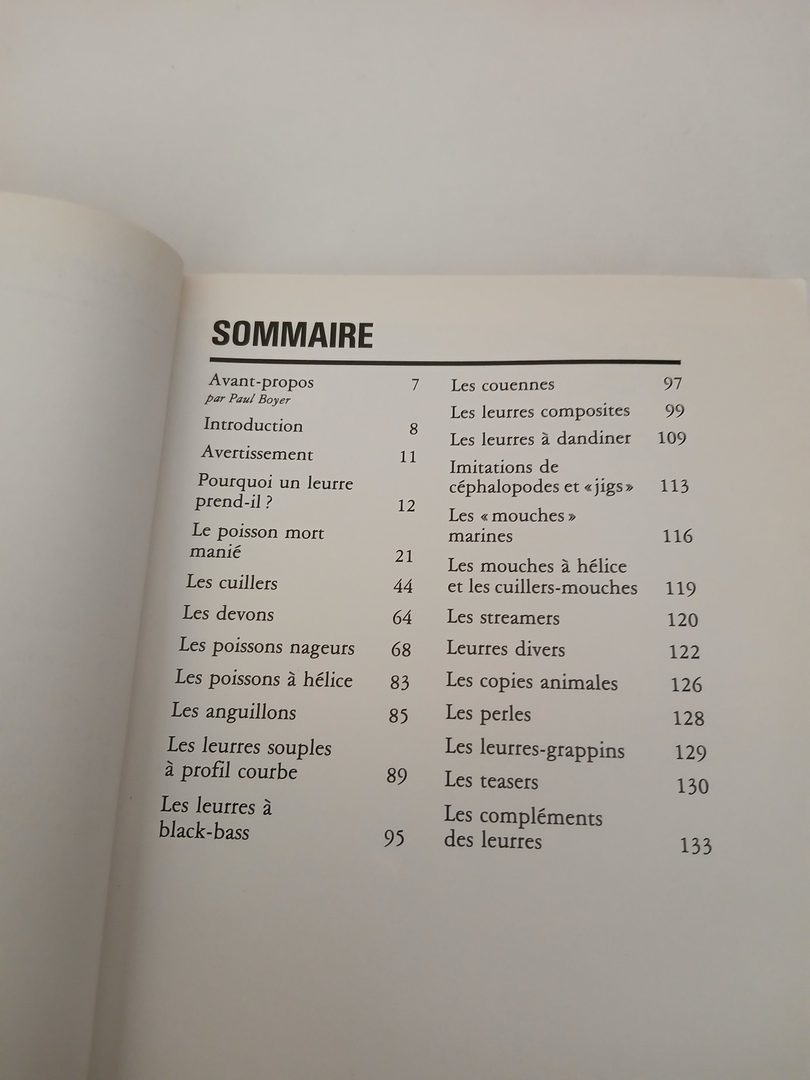 SOMMAIRE
Avant-propos 7
par Paul Boyer
Introduction 8
Avertissement 11
Pourquoi un leurre
prend-il ? 12
Le poisson mort
manié 21
Les cuillers 44
Les devons 64
Les poissons nageurs 68
Les poissons à hélice 83
Les anguillons 85
Les leurres souples
à profil courbe 89
Les leurres à
black-bass 95
Les couennes 97
Les leurres composites 99
Les leurres à dandiner 109
Imitations de
céphalopodes et «jigs» 113
Les «mouches»
marines 116
Les mouches à hélice
et les cuillers-mouches 119
Les streamers 120
Leurres divers 122
Les copies animales 126
Les perles 128
Les leurres-grappins 129
Les teasers 130
Les compléments
des leurres 133